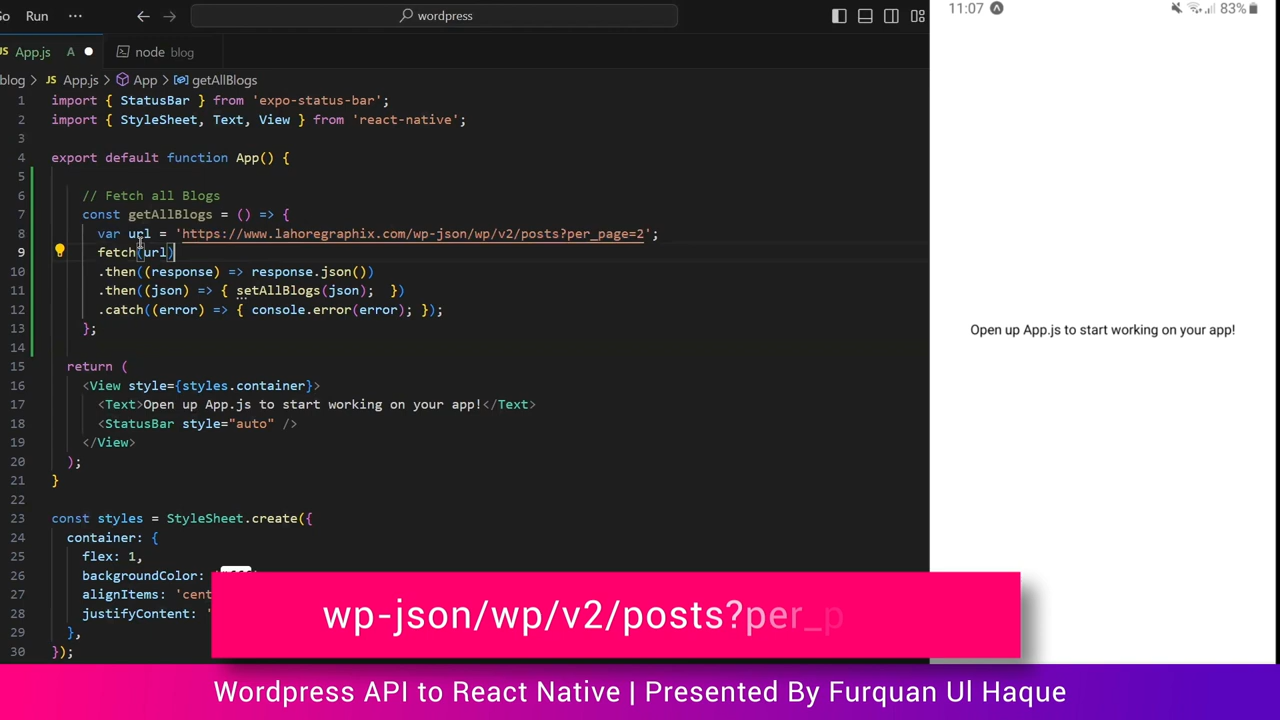 Go Run ··· wordpress 11:07 83%
JS App.js A node blog
blog > JS App.js > App > getAllBlogs
1 import { StatusBar } from 'expo-status-bar';
2 import { StyleSheet, Text, View } from 'react-native';
3
4 export default function App() {
5
6 // Fetch all Blogs
7 const getAllBlogs = () => {
8 var url = 'https://www.lahoregraphix.com/wp-json/wp/v2/posts?per_page=2';
9 fetch(url)
10 .then((response) => response.json())
11 .then((json) => { setAllBlogs(json); })
12 .catch((error) => { console.error(error); });
13 };
14
15 return (
16 <View style={styles.container}>
17 <Text>Open up App.js to start working on your app!</Text>
18 <StatusBar style="auto" />
19 </View>
20 );
21 }
22
23 const styles = StyleSheet.create({
24 container: {
25 flex: 1,
26 backgroundColor:
27 alignItems: 'cent
28 justifyContent: '
29 },
30 });
Open up App.js to start working on your app!
wp-json/wp/v2/posts?per_p
Wordpress API to React Native | Presented By Furquan Ul Haque